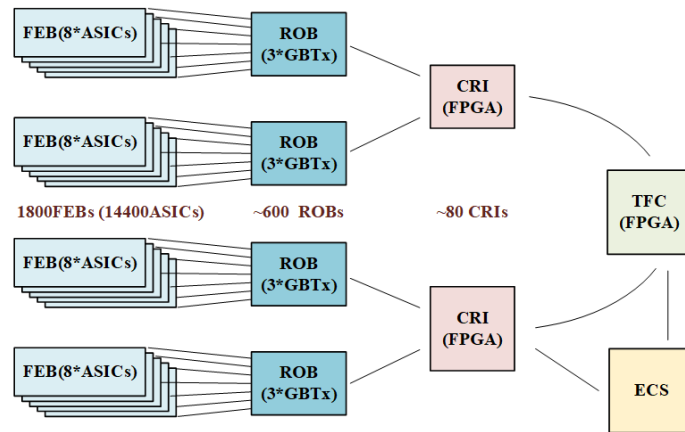 FEB(8*ASICs)
ROB
(3*GBTx)
CRI
(FPGA)
FEB(8*ASICs)
ROB
(3*GBTx)
1800FEBs (14400ASICs)
~600 ROBs
~80 CRIs
TFC
(FPGA)
FEB(8*ASICs)
ROB
(3*GBTx)
CRI
(FPGA)
FEB(8*ASICs)
ROB
(3*GBTx)
ECS